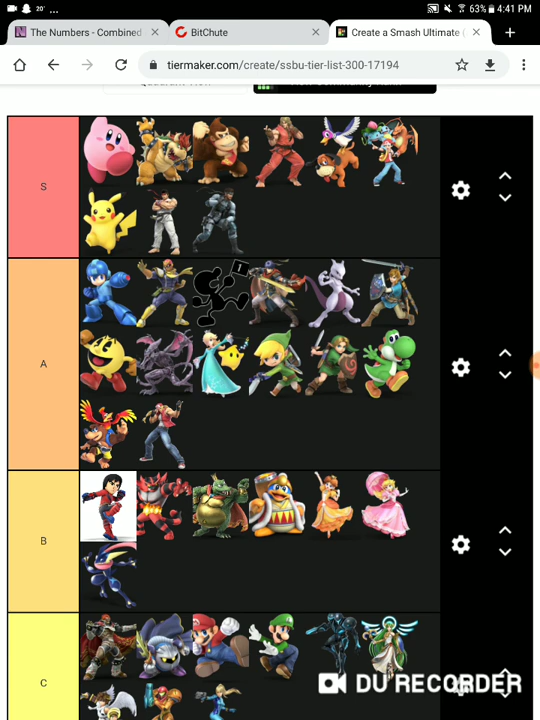 20' ... 63% 4:41 PM
The Numbers - Combined
BitChute
Create a Smash Ultimate (
tiermaker.com/create/ssbu-tier-list-300-17194
S
A
B
C
DU RECORDER